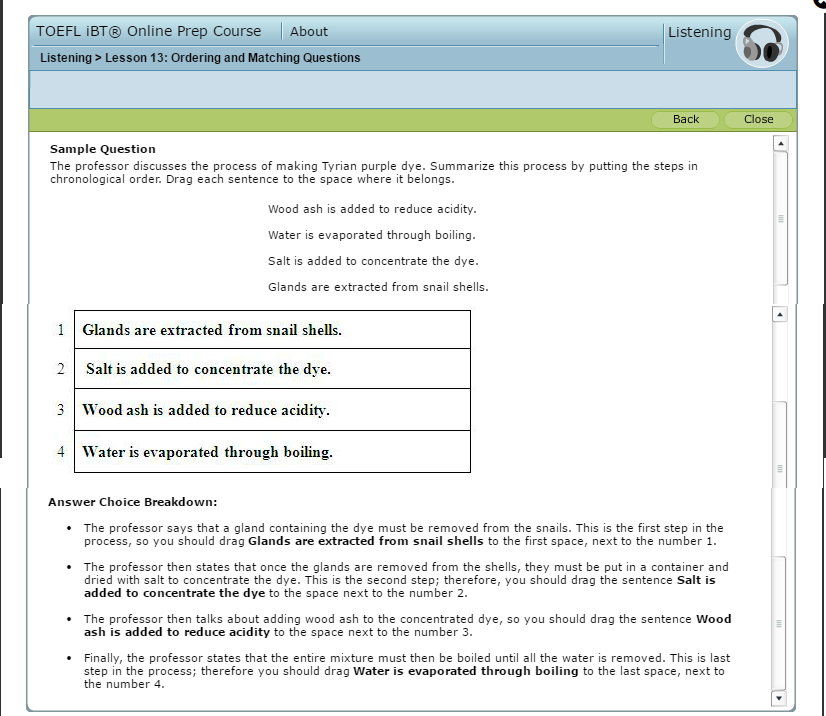 TOEFL iBT® Online Prep Course About Listening
Listening > Lesson 13: Ordering and Matching Questions
Back Close
Sample Question
The professor discusses the process of making Tyrian purple dye. Summarize this process by putting the steps in
chronological order. Drag each sentence to the space where it belongs.
Wood ash is added to reduce acidity.
Water is evaporated through boiling.
Salt is added to concentrate the dye.
Glands are extracted from snail shells.
1 Glands are extracted from snail shells.
2 Salt is added to concentrate the dye.
3 Wood ash is added to reduce acidity.
4 Water is evaporated through boiling.
Answer Choice Breakdown:
• The professor says that a gland containing the dye must be removed from the snails. This is the first step in the
process, so you should drag Glands are extracted from snail shells to the first space, next to the number 1.
• The professor then states that once the glands are removed from the shells, they must be put in a container and
dried with salt to concentrate the dye. This is the second step; therefore, you should drag the sentence Salt is
added to concentrate the dye to the space next to the number 2.
• The professor then talks about adding wood ash to the concentrated dye, so you should drag the sentence Wood
ash is added to reduce acidity to the space next to the number 3.
• Finally, the professor states that the entire mixture must then be boiled until all the water is removed. This is last
step in the process; therefore you should drag Water is evaporated through boiling to the last space, next to
the number 4.